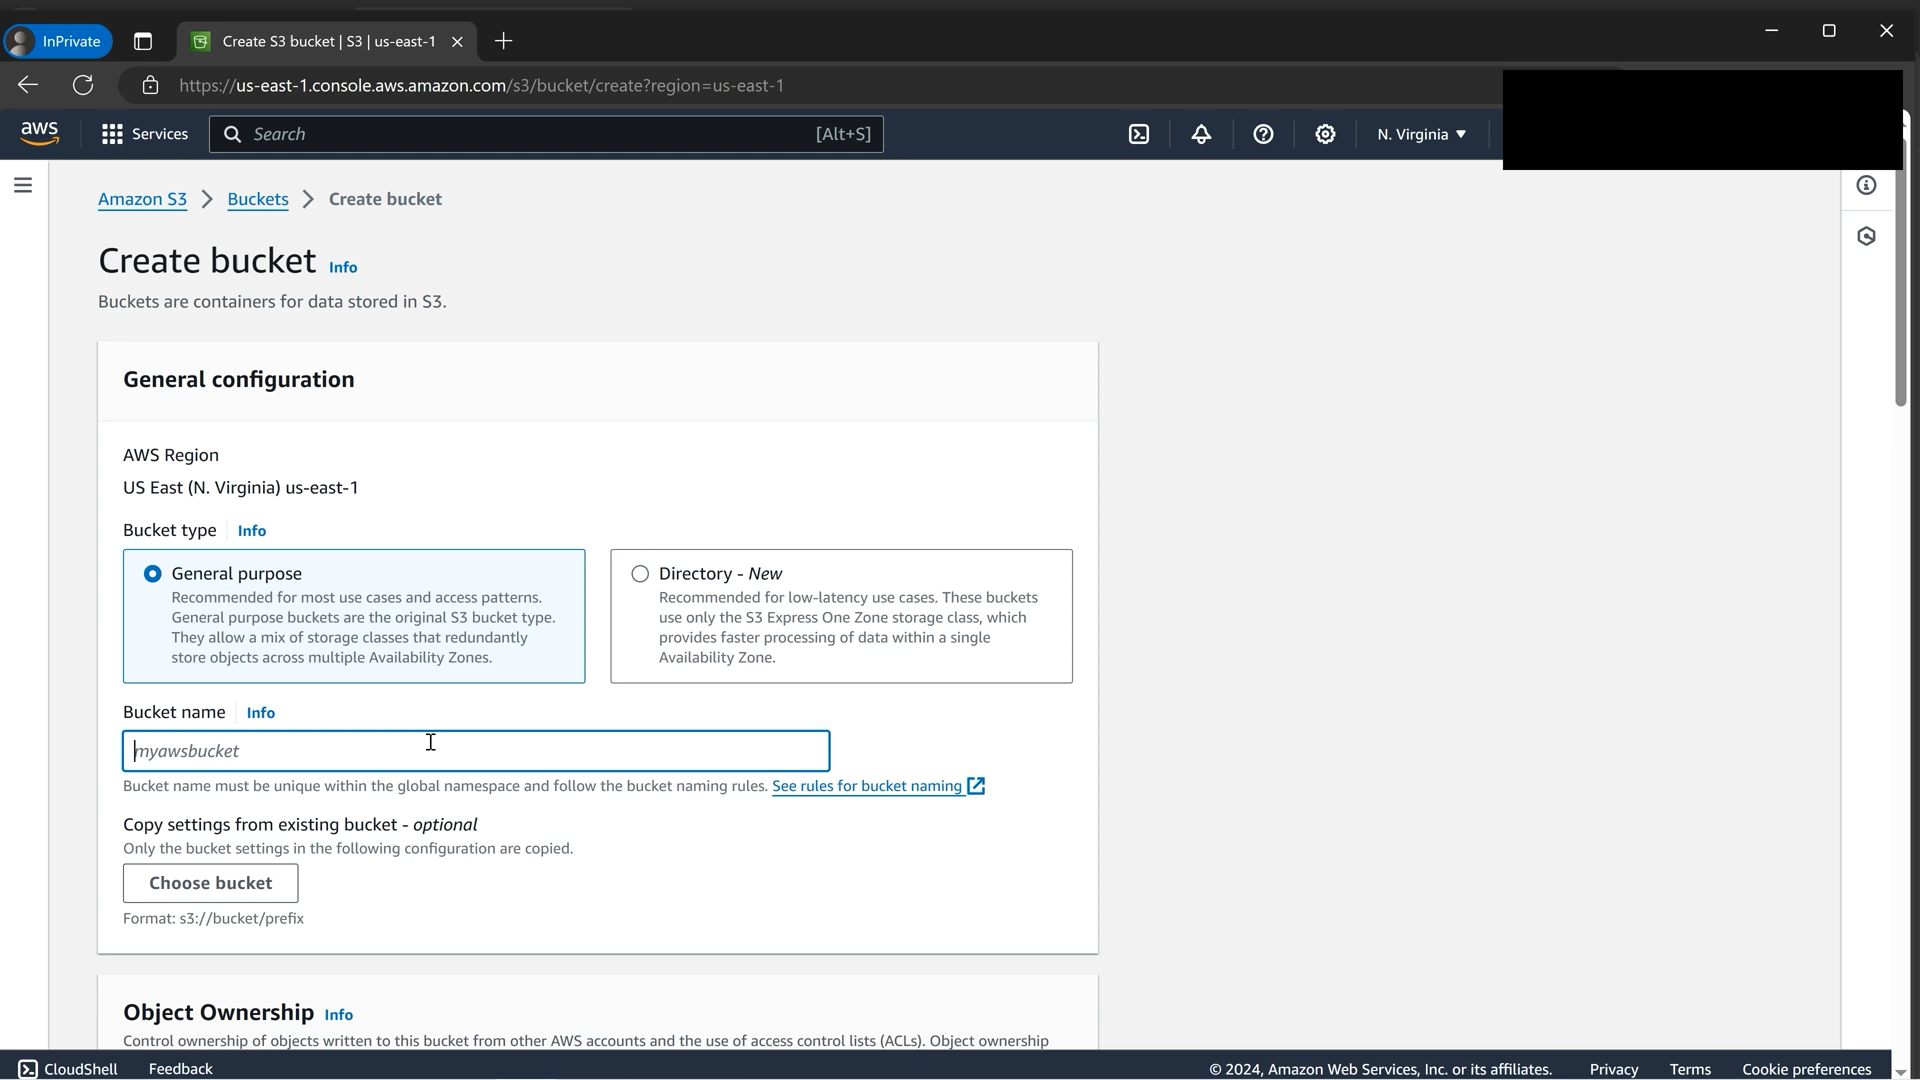 InPrivate
Create S3 bucket | S3 | us-east-1
https://us-east-1.console.aws.amazon.com/s3/bucket/create?region=us-east-1
aws
Services
Search
[Alt+S]
N. Virginia
Amazon S3
Buckets
Create bucket
Create bucket Info
Buckets are containers for data stored in S3.
General configuration
AWS Region
US East (N. Virginia) us-east-1
Bucket type Info
General purpose
Recommended for most use cases and access patterns.
General purpose buckets are the original S3 bucket type.
They allow a mix of storage classes that redundantly
store objects across multiple Availability Zones.
Directory - New
Recommended for low-latency use cases. These buckets
use only the S3 Express One Zone storage class, which
provides faster processing of data within a single
Availability Zone.
Bucket name Info
myawsbucket
Bucket name must be unique within the global namespace and follow the bucket naming rules. See rules for bucket naming
Copy settings from existing bucket - optional
Only the bucket settings in the following configuration are copied.
Choose bucket
Format: s3://bucket/prefix
Object Ownership Info
Control ownership of objects written to this bucket from other AWS accounts and the use of access control lists (ACLs). Object ownership
CloudShell
Feedback
© 2024, Amazon Web Services, Inc. or its affiliates.
Privacy
Terms
Cookie preferences